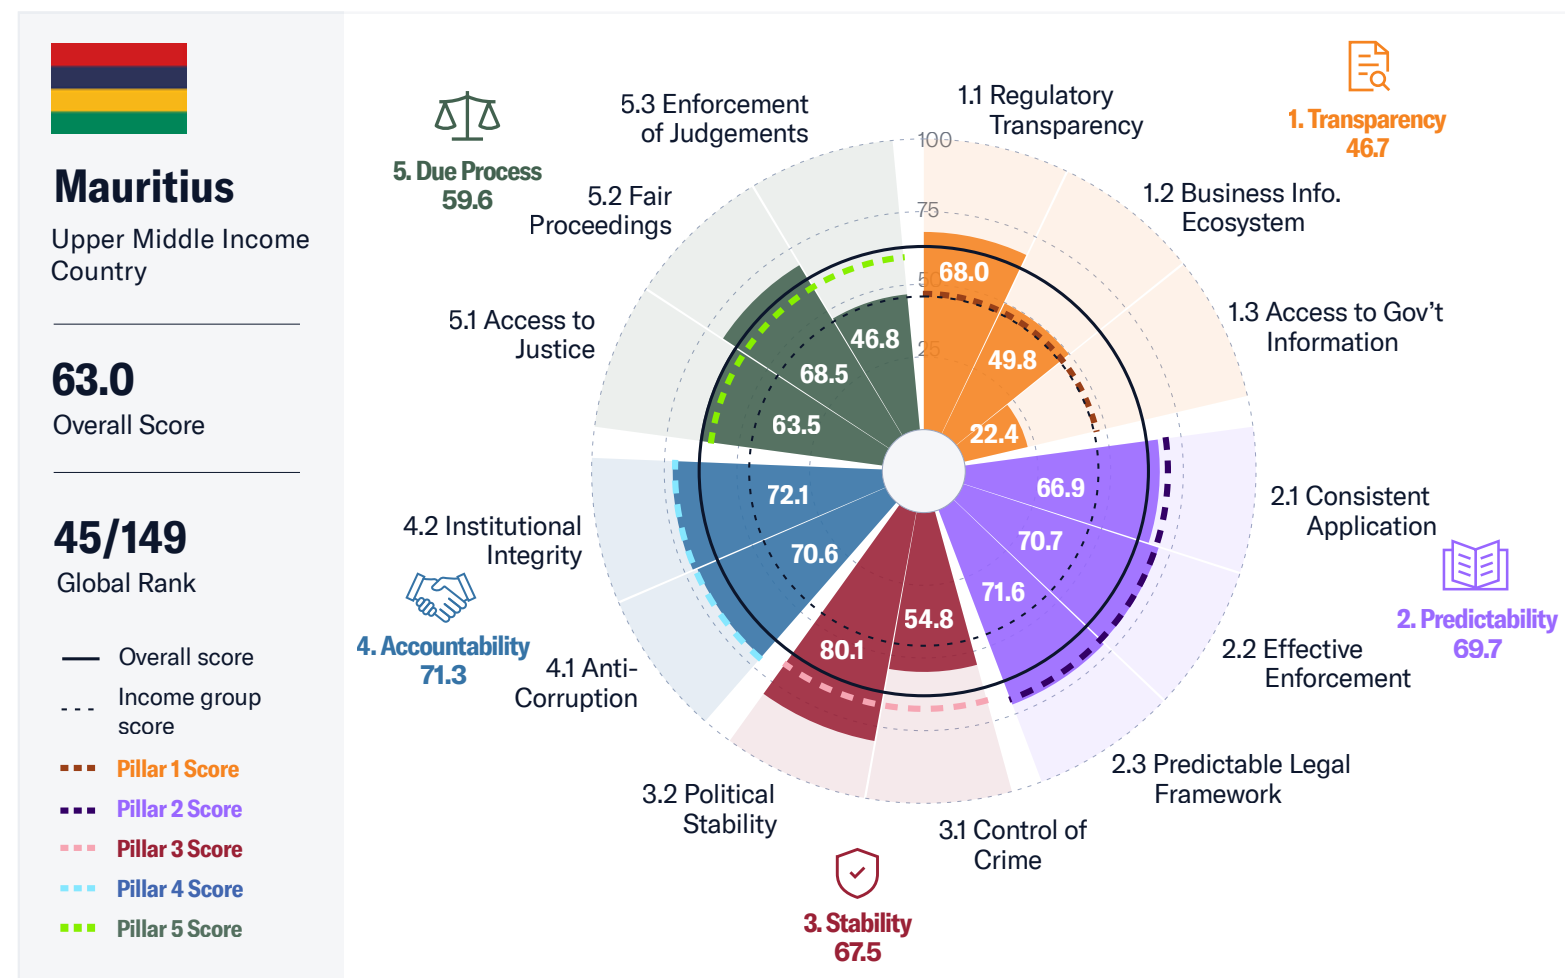 Mauritius
Upper Middle Income
Country
63.0
Overall Score
45/149
Global Rank
Overall score
Income group
score
Pillar 1 Score
Pillar 2 Score
Pillar 3 Score
Pillar 4 Score
Pillar 5 Score
1. Transparency
46.7
1.1 Regulatory
Transparency
1.2 Business Info.
Ecosystem
1.3 Access to Gov't
Information
2.1 Consistent
Application
2. Predictability
69.7
2.2 Effective
Enforcement
2.3 Predictable Legal
Framework
3.1 Control of
Crime
3. Stability
67.5
3.2 Political
Stability
4.1 Anti-
Corruption
4. Accountability
71.3
4.2 Institutional
Integrity
5.1 Access to
Justice
5.2 Fair
Proceedings
5. Due Process
59.6
5.3 Enforcement
of Judgements
100
75
50
25
68.0
49.8
22.4
66.9
70.7
71.6
54.8
80.1
70.6
72.1
63.5
68.5
46.8